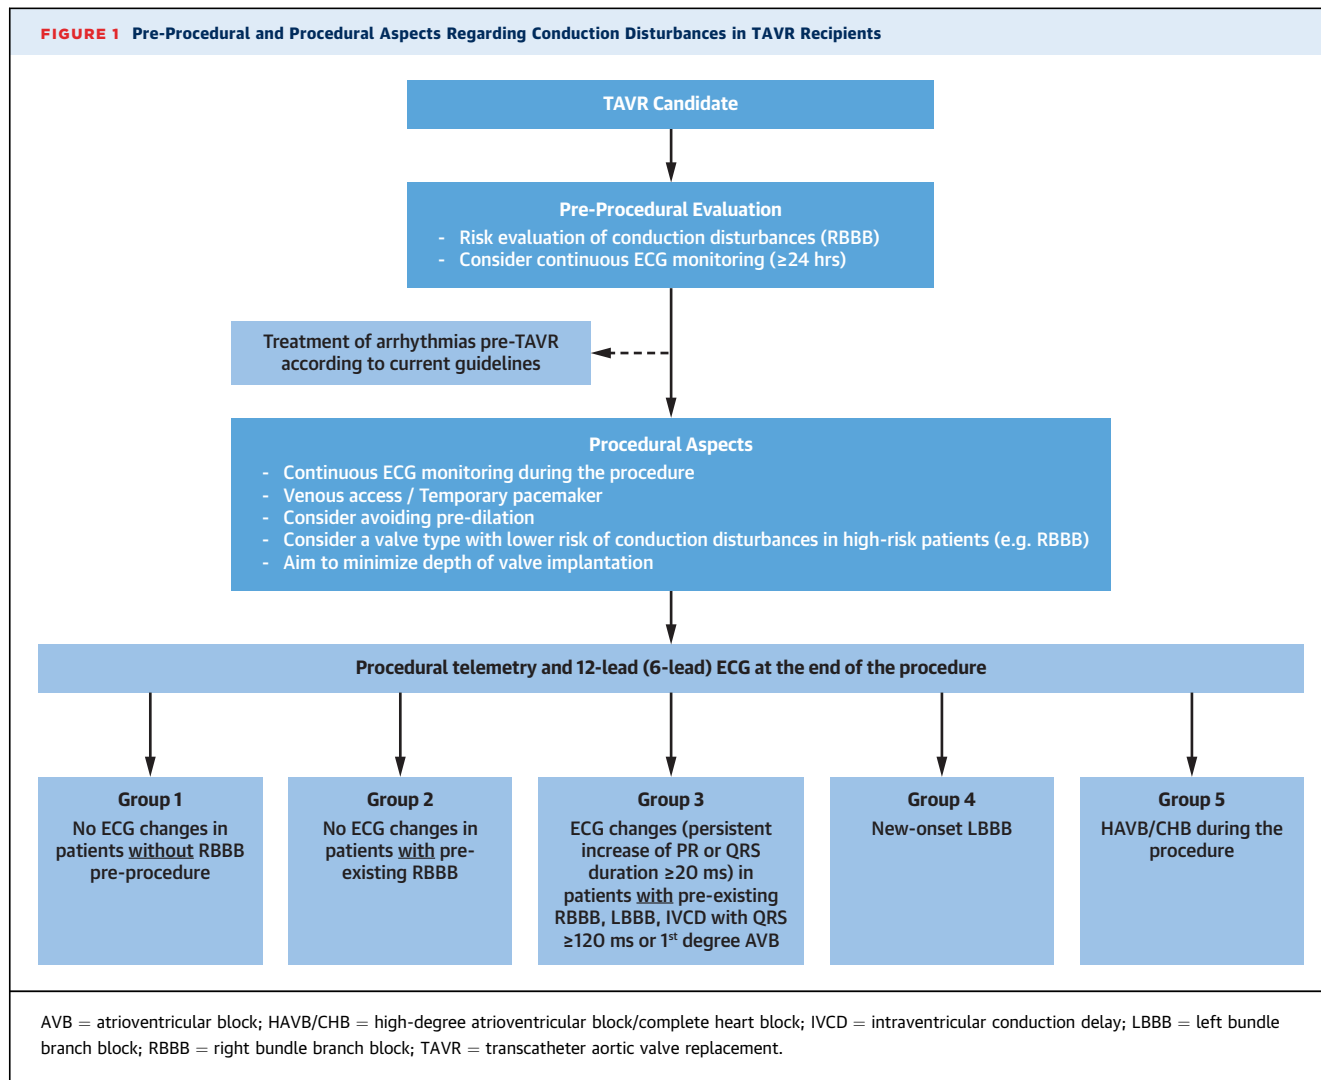 FIGURE 1 Pre-Procedural and Procedural Aspects Regarding Conduction Disturbances in TAVR Recipients
TAVR Candidate
Pre-Procedural Evaluation
- Risk evaluation of conduction disturbances (RBBB)
- Consider continuous ECG monitoring (≥24 hrs)
Treatment of arrhythmias pre-TAVR
according to current guidelines
Procedural Aspects
- Continuous ECG monitoring during the procedure
- Venous access / Temporary pacemaker
- Consider avoiding pre-dilation
- Consider a valve type with lower risk of conduction disturbances in high-risk patients (e.g. RBBB)
- Aim to minimize depth of valve implantation
Procedural telemetry and 12-lead (6-lead) ECG at the end of the procedure
Group 1
No ECG changes in
patients without RBBB
pre-procedure
Group 2
No ECG changes in
patients with pre-
existing RBBB
Group 3
ECG changes (persistent
increase of PR or QRS
duration ≥20 ms) in
patients with pre-existing
RBBB, LBBB, IVCD with QRS
≥120 ms or 1st degree AVB
Group 4
New-onset LBBB
Group 5
HAVB/CHB during the
procedure
AVB = atrioventricular block; HAVB/CHB = high-degree atrioventricular block/complete heart block; IVCD = intraventricular conduction delay; LBBB = left bundle
branch block; RBBB = right bundle branch block; TAVR = transcatheter aortic valve replacement.